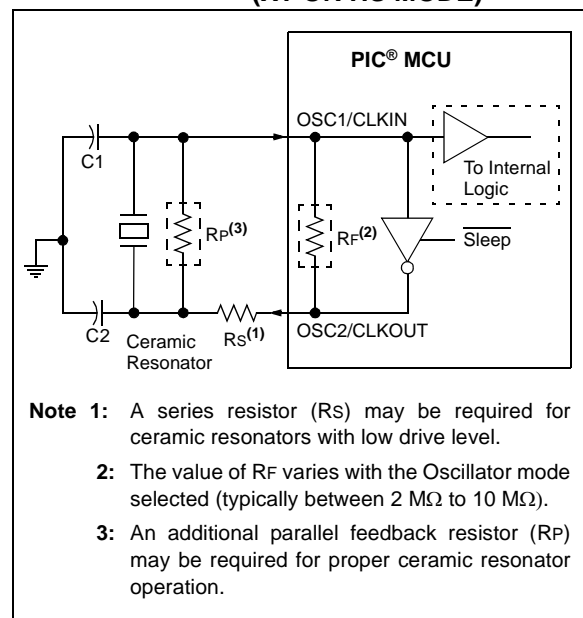 (XT OR HS MODE)
PIC® MCU
OSC1/CLKIN
C1
To Internal
Logic
RP(3)
RF(2)
Sleep
C2
Ceramic
Resonator
RS(1)
OSC2/CLKOUT
Note 1: A series resistor (RS) may be required for
ceramic resonators with low drive level.
2: The value of RF varies with the Oscillator mode
selected (typically between 2 MΩ to 10 MΩ).
3: An additional parallel feedback resistor (RP)
may be required for proper ceramic resonator
operation.